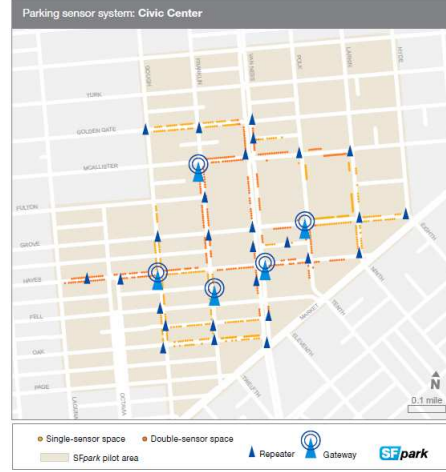 Parking sensor system: Civic Center
GOUGH
FRANKLIN
VAN NESS
POLK
LARKIN
HYDE
TURK
GOLDEN GATE
MCALLISTER
FULTON
GROVE
HAYES
FELL
OAK
PAGE
LAGUNA
OCTAVIA
MARKET
EIGHTH
NINTH
TENTH
ELEVENTH
TWELFTH
N
0.1 mile
Single-sensor space
Double-sensor space
Repeater
Gateway
SFpark
SFpark pilot area